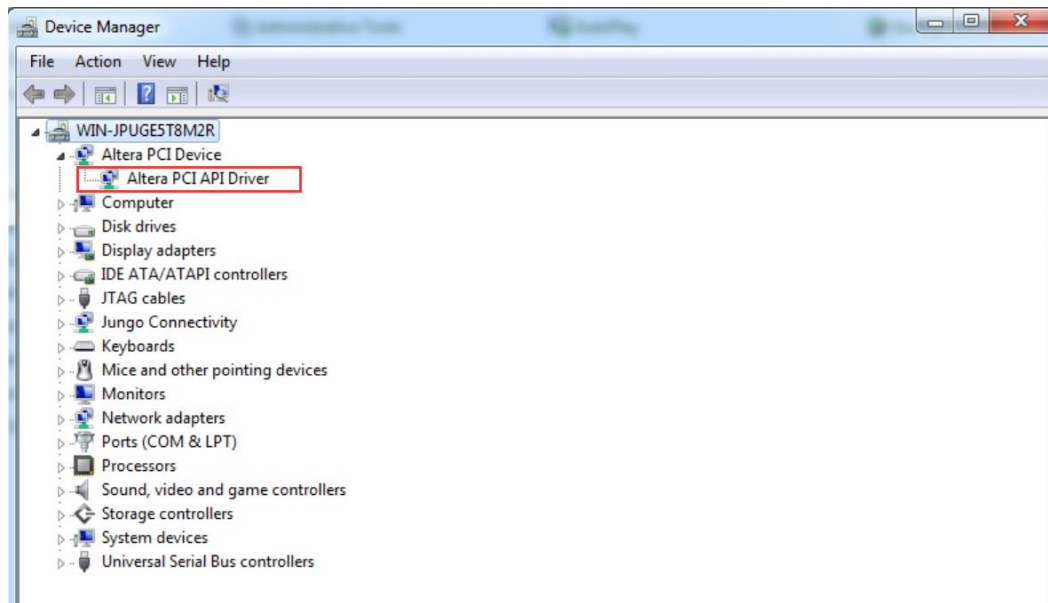 Device Manager
File Action View Help
WIN-JPUGE5T8M2R
Altera PCI Device
Altera PCI API Driver
Computer
Disk drives
Display adapters
IDE ATA/ATAPI controllers
JTAG cables
Jungo Connectivity
Keyboards
Mice and other pointing devices
Monitors
Network adapters
Ports (COM & LPT)
Processors
Sound, video and game controllers
Storage controllers
System devices
Universal Serial Bus controllers